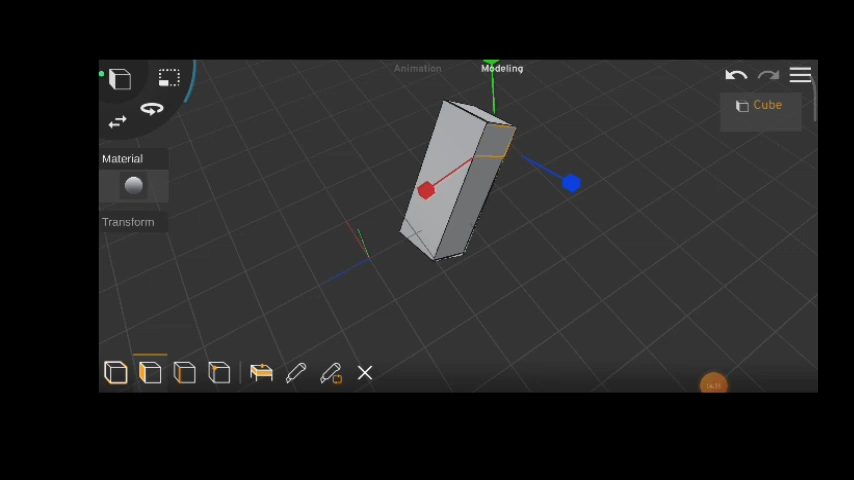 Animation
Modeling
Cube
Material
Transform